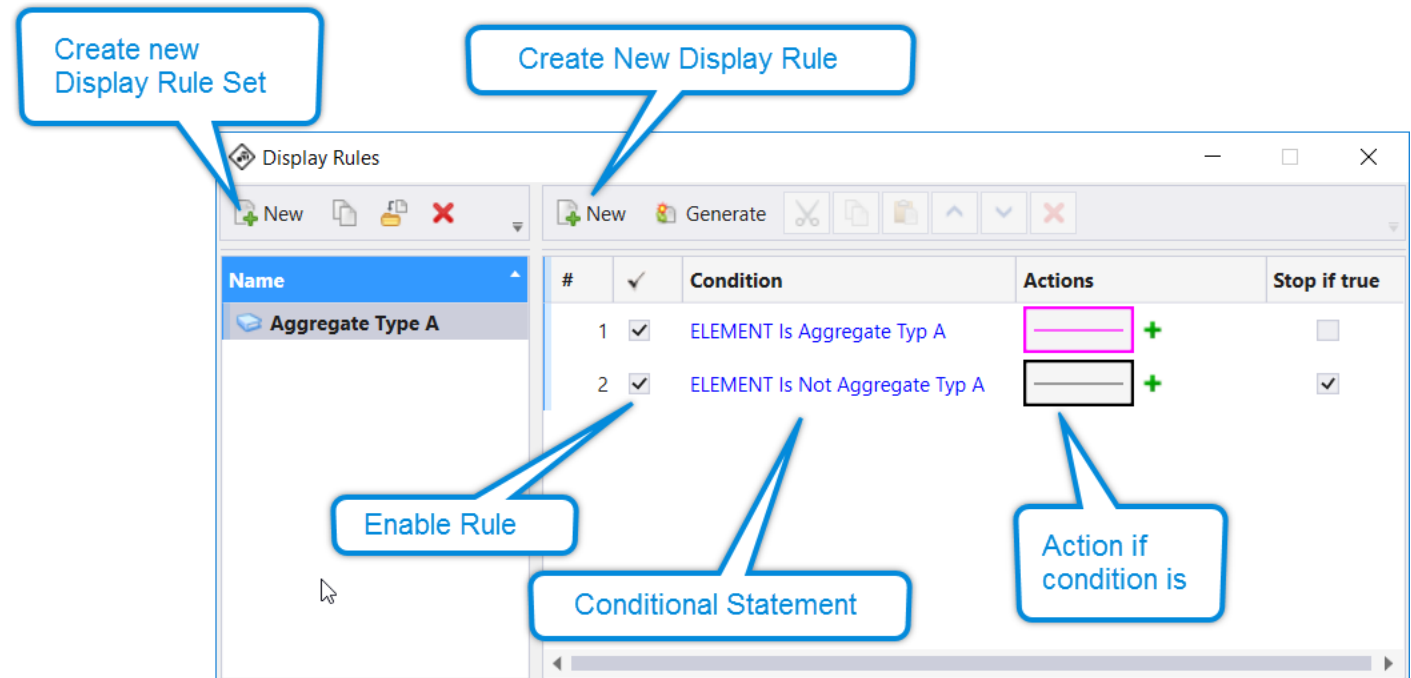 Create new
Display Rule Set
Create New Display Rule
Display Rules
New
New Generate
Name
# Condition Actions Stop if true
Aggregate Type A
1 ELEMENT Is Aggregate Typ A
2 ELEMENT Is Not Aggregate Typ A
Enable Rule
Action if
condition is
Conditional Statement